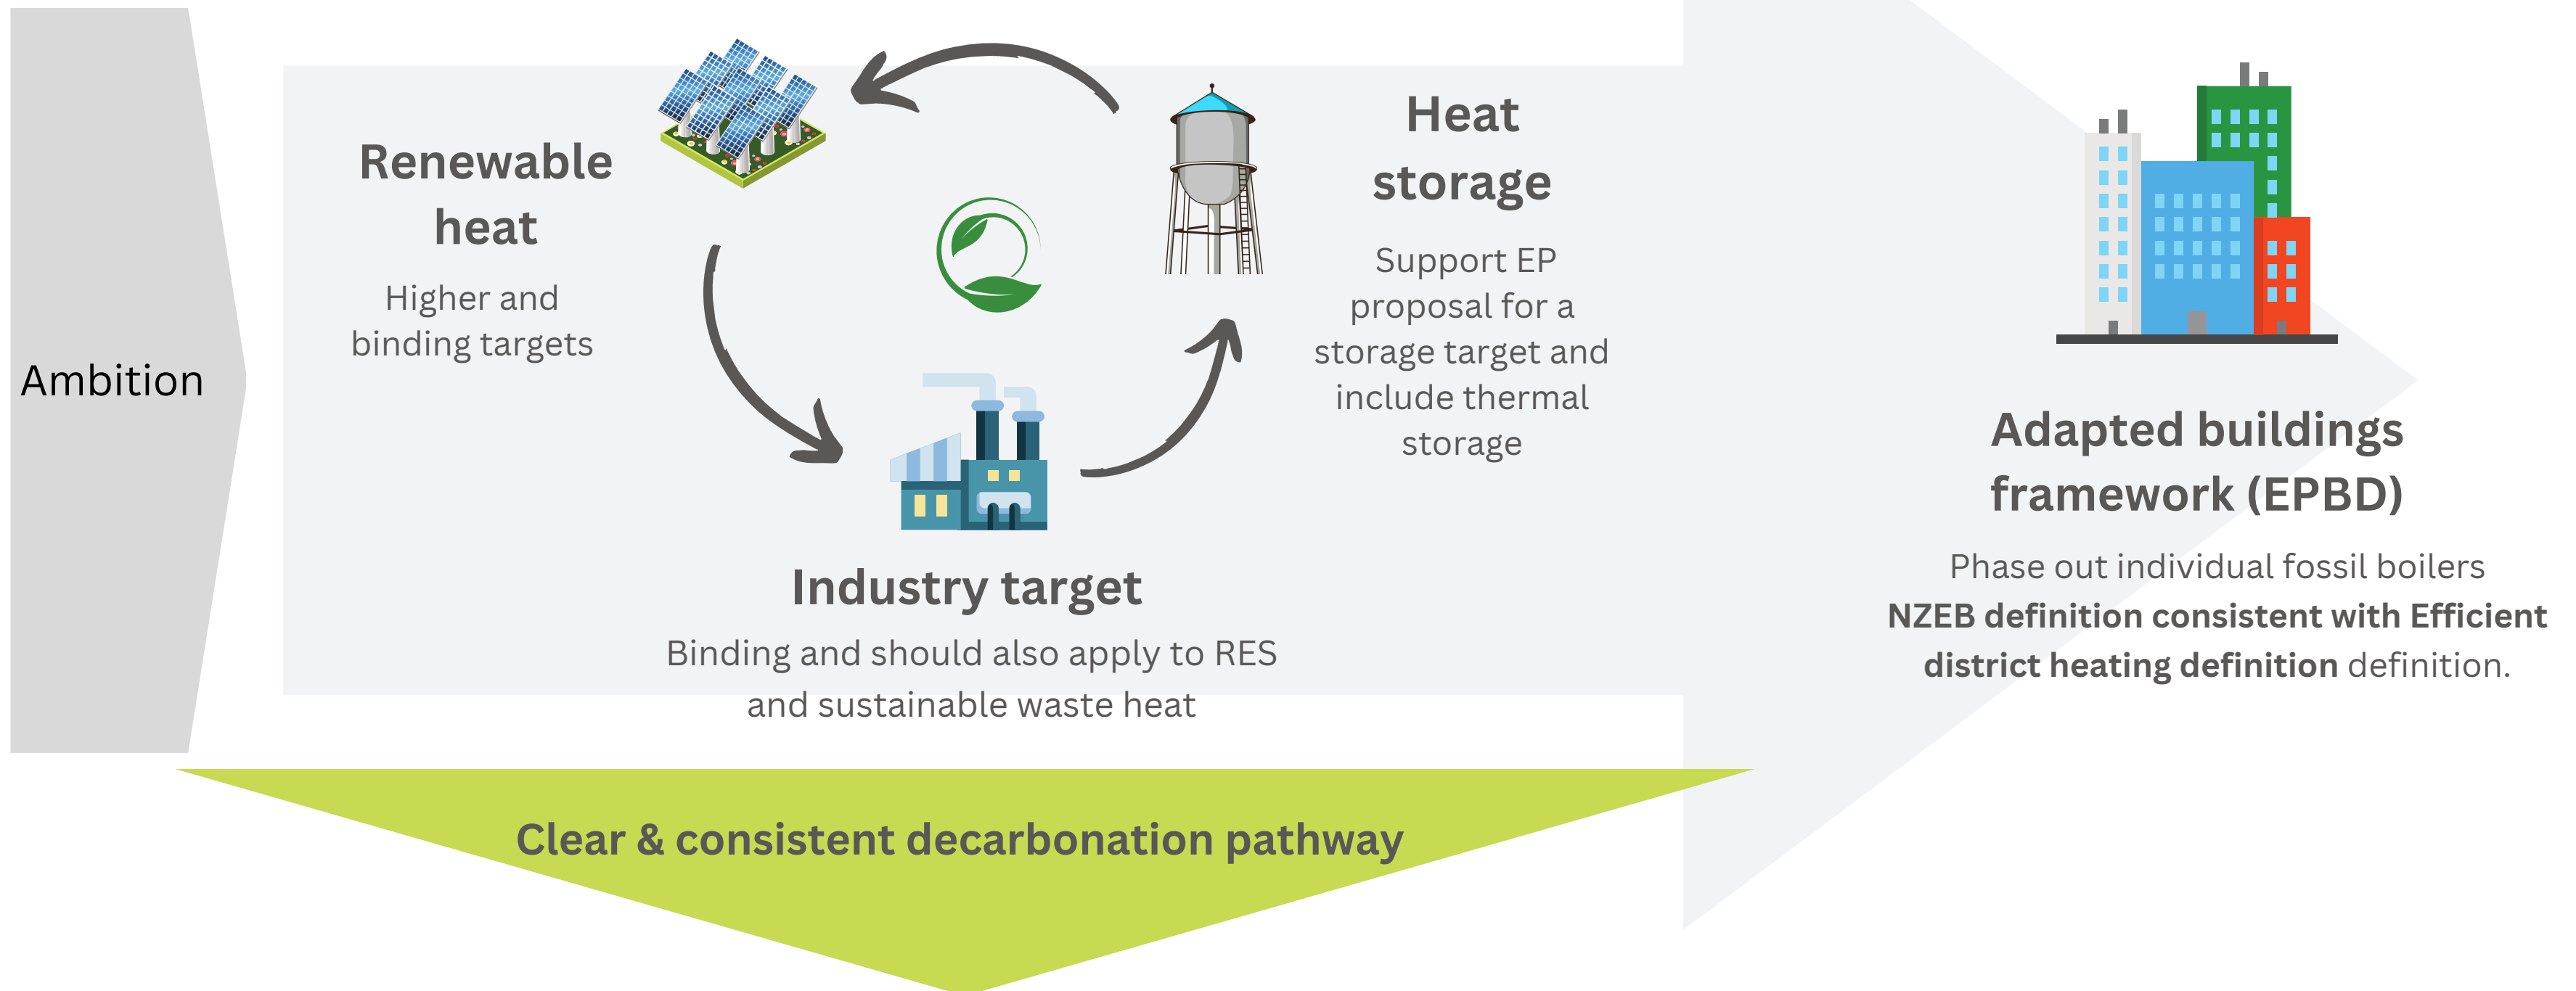 Ambition
Renewable
heat
Higher and
binding targets
Heat
storage
Support EP
proposal for a
storage target and
include thermal
storage
Industry target
Binding and should also apply to RES
and sustainable waste heat
Adapted buildings
framework (EPBD)
Phase out individual fossil boilers
NZEB definition consistent with Efficient
district heating definition definition.
Clear & consistent decarbonation pathway